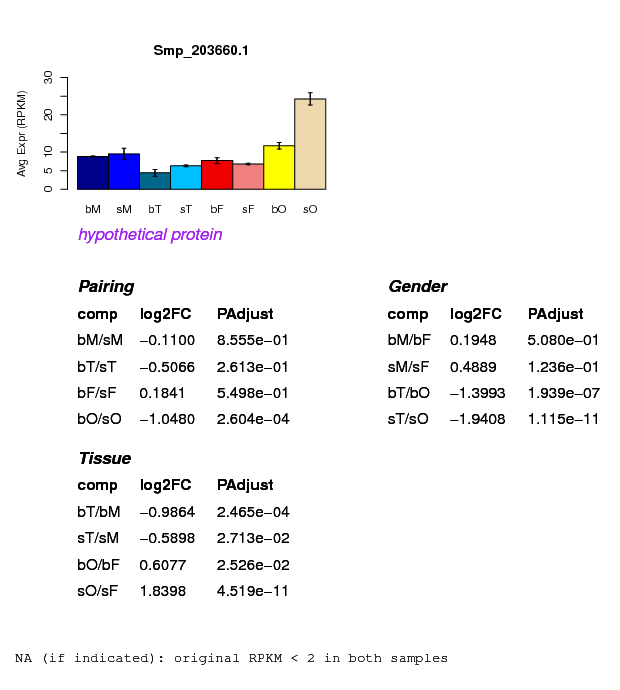 Smp_203660.1
Avg Expr (RPKM)
30
20
10
5
0
bM sM bT sT bF sF bO sO
hypothetical protein
Pairing
comp log2FC PAdjust
bM/sM −0.1100 8.555e−01
bT/sT −0.5066 2.613e−01
bF/sF 0.1841 5.498e−01
bO/sO −1.0480 2.604e−04
Gender
comp log2FC PAdjust
bM/bF 0.1948 5.080e−01
sM/sF 0.4889 1.236e−01
bT/bO −1.3993 1.939e−07
sT/sO −1.9408 1.115e−11
Tissue
comp log2FC PAdjust
bT/bM −0.9864 2.465e−04
sT/sM −0.5898 2.713e−02
bO/bF 0.6077 2.526e−02
sO/sF 1.8398 4.519e−11
NA (if indicated): original RPKM < 2 in both samples